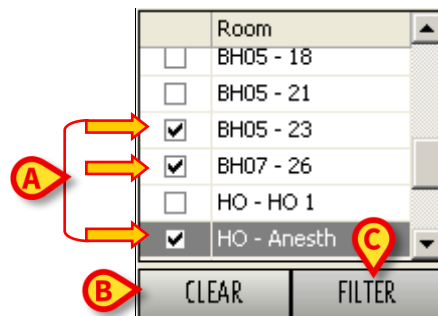 Room
BH05 - 18
BH05 - 21
BH05 - 23
BH07 - 26
A
HO - HO 1
HO - Anesth
C
B
CLEAR
FILTER